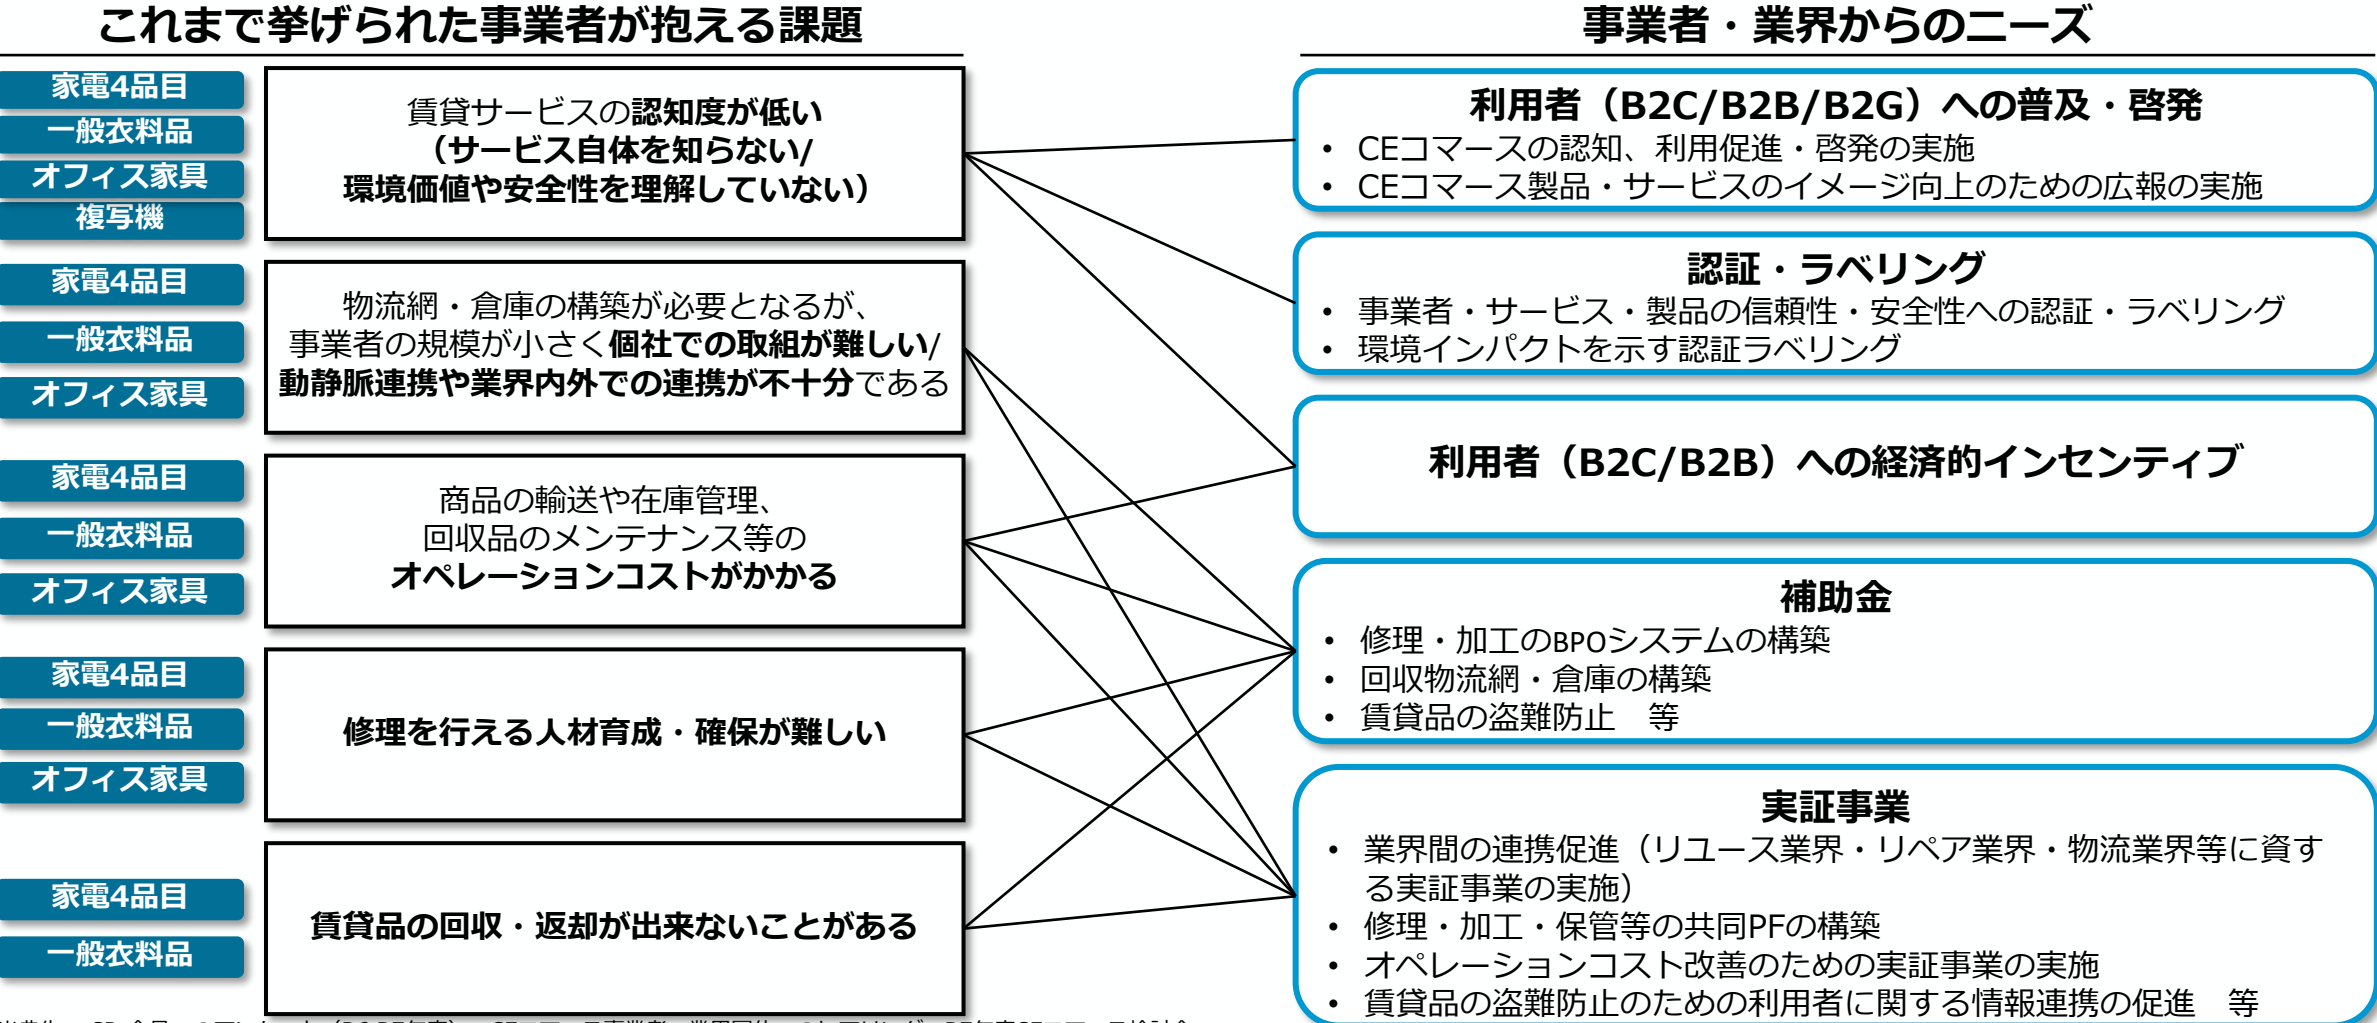 これまで挙げられた事業者が抱える課題
家電4品目
一般衣料品
オフィス家具
複写機
賃貸サービスの認知度が低い
（サービス自体を知らない/
環境価値や安全性を理解していない）
家電4品目
一般衣料品
オフィス家具
物流網・倉庫の構築が必要となるが、
事業者の規模が小さく個社での取組が難しい/
動静脈連携や業界内外での連携が不十分である
家電4品目
一般衣料品
オフィス家具
商品の輸送や在庫管理、
回収品のメンテナンス等の
オペレーションコストがかかる
家電4品目
一般衣料品
オフィス家具
修理を行える人材育成・確保が難しい
家電4品目
一般衣料品
賃貸品の回収・返却が出来ないことがある
事業者・業界からのニーズ
利用者（B2C/B2B/B2G）への普及・啓発
• CEコマースの認知、利用促進・啓発の実施
• CEコマース製品・サービスのイメージ向上のための広報の実施
認証・ラベリング
• 事業者・サービス・製品の信頼性・安全性への認証・ラベリング
• 環境インパクトを示す認証ラベリング
利用者（B2C/B2B）への経済的インセンティブ
補助金
• 修理・加工のBPOシステムの構築
• 回収物流網・倉庫の構築
• 賃貸品の盗難防止　等
実証事業
• 業界間の連携促進（リユース業界・リペア業界・物流業界等に資す
る実証事業の実施）
• 修理・加工・保管等の共同PFの構築
• オペレーションコスト改善のための実証事業の実施
• 賃貸品の盗難防止のための利用者に関する情報連携の促進　等